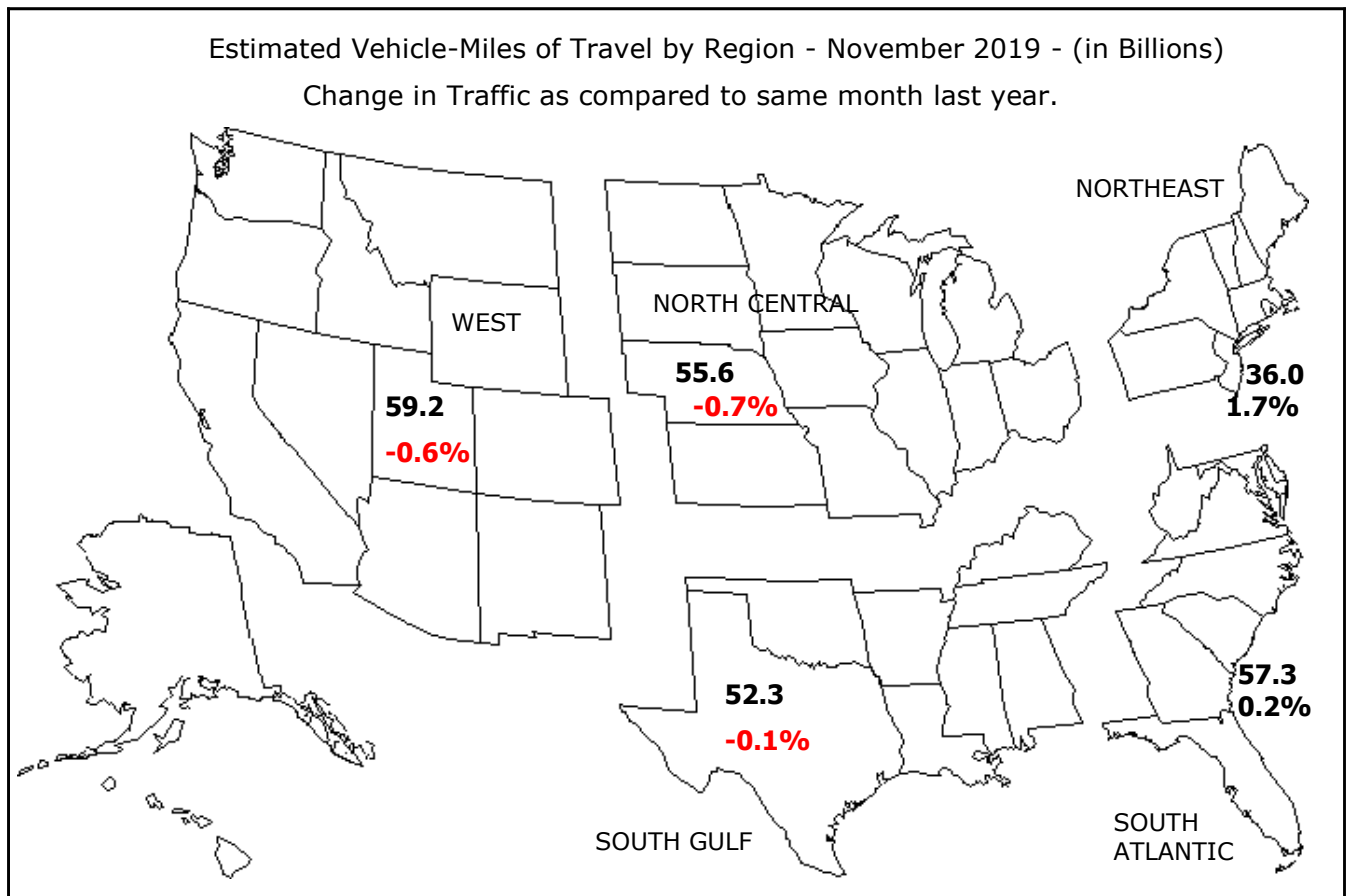 Estimated Vehicle-Miles of Travel by Region - November 2019 - (in Billions)
Change in Traffic as compared to same month last year.
NORTHEAST
36.0
1.7%
NORTH CENTRAL
55.6
-0.7%
WEST
59.2
-0.6%
SOUTH GULF
52.3
-0.1%
SOUTH
ATLANTIC
57.3
0.2%